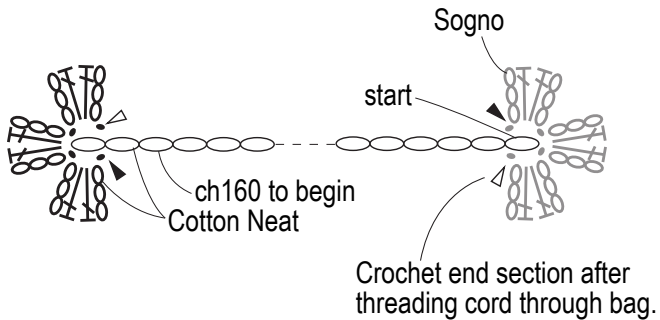 Sogno
start
ch160 to begin
Cotton Neat
Crochet end section after
threading cord through bag.